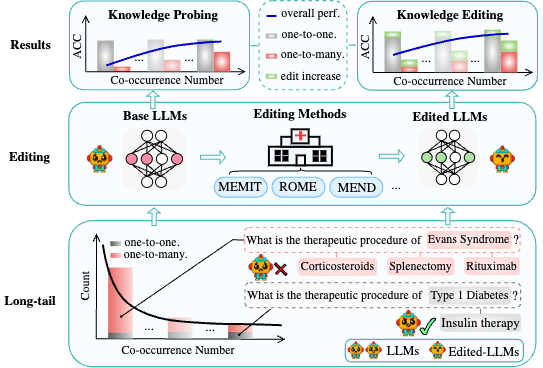 Results
Knowledge Probing
ACC
...
...
Co-occurrence Number
overall perf.
one-to-one.
one-to-many.
edit increase
Knowledge Editing
ACC
...
...
Co-occurrence Number
Editing
Base LLMs
Editing Methods
MEMIT
ROME
MEND
...
Edited LLMs
Long-tail
one-to-one.
one-to-many.
Count
...
...
Co-occurrence Number
What is the therapeutic procedure of Evans Syndrome ?
Corticosteroids
Splenectomy
Rituximab
What is the therapeutic procedure of Type 1 Diabetes ?
Insulin therapy
LLMs
Edited-LLMs